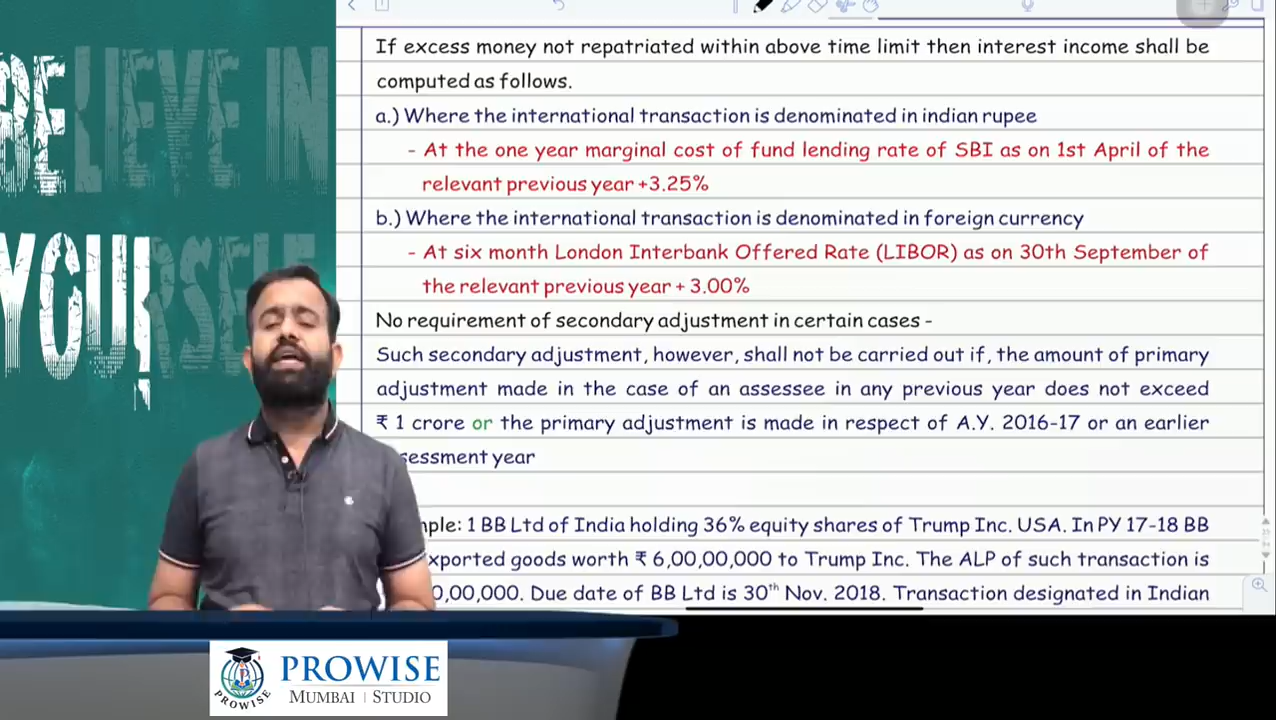 BELIEVE IN
YOURSELF
If excess money not repatriated within above time limit then interest income shall be
computed as follows.
a.) Where the international transaction is denominated in indian rupee
- At the one year marginal cost of fund lending rate of SBI as on 1st April of the
relevant previous year +3.25%
b.) Where the international transaction is denominated in foreign currency
- At six month London Interbank Offered Rate (LIBOR) as on 30th September of
the relevant previous year + 3.00%
No requirement of secondary adjustment in certain cases -
Such secondary adjustment, however, shall not be carried out if, the amount of primary
adjustment made in the case of an assessee in any previous year does not exceed
₹ 1 crore or the primary adjustment is made in respect of A.Y. 2016-17 or an earlier
sessment year
mple: 1 BB Ltd of India holding 36% equity shares of Trump Inc. USA. In PY 17-18 BB
xported goods worth ₹ 6,00,00,000 to Trump Inc. The ALP of such transaction is
0,00,000. Due date of BB Ltd is 30th Nov. 2018. Transaction designated in Indian
PROWISE
PROWISE
MUMBAI | STUDIO